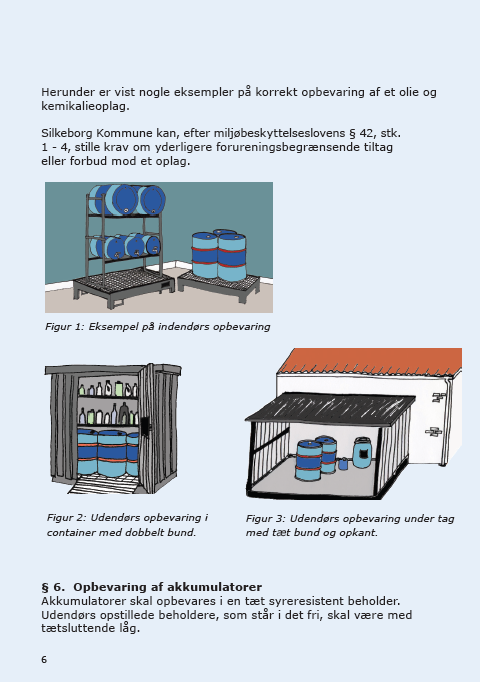 Herunder er vist nogle eksempler på korrekt opbevaring af et olie og
kemikalieoplag.
Silkeborg Kommune kan, efter miljøbeskyttelseslovens § 42, stk.
1 - 4, stille krav om yderligere forureningsbegrænsende tiltag
eller forbud mod et oplag.
Figur 1: Eksempel på indendørs opbevaring
Figur 2: Udendørs opbevaring i
container med dobbelt bund.
Figur 3: Udendørs opbevaring under tag
med tæt bund og opkant.
§ 6. Opbevaring af akkumulatorer
Akkumulatorer skal opbevares i en tæt syreresistent beholder.
Udendørs opstillede beholdere, som står i det fri, skal være med
tætsluttende låg.
6